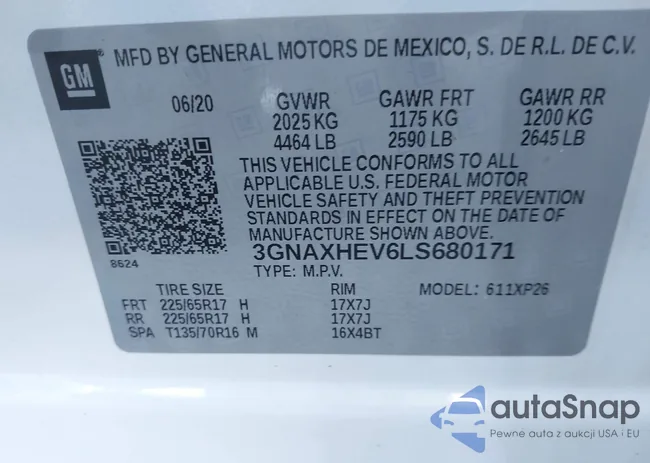 GM
MFD BY GENERAL MOTORS DE MEXICO, S. DE R.L. DE C.V.
06/20 GVWR GAWR FRT GAWR RR
2025 KG 1175 KG 1200 KG
4464 LB 2590 LB 2645 LB
THIS VEHICLE CONFORMS TO ALL
APPLICABLE U.S. FEDERAL MOTOR
VEHICLE SAFETY AND THEFT PREVENTION
STANDARDS IN EFFECT ON THE DATE OF
MANUFACTURE SHOWN ABOVE.
3GNAXHEV6LS680171
8624
TYPE: M.P.V.
TIRE SIZE RIM MODEL: 611XP26
FRT 225/65R17 H 17X7J
RR 225/65R17 H 17X7J
SPA T135/70R16 M 16X4BT
autaSnap
Pewne auta z aukcji USA i EU